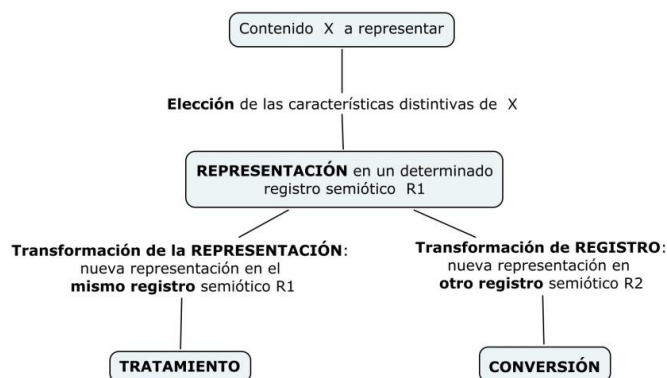 Contenido X a representar
Elección de las características distintivas de X
REPRESENTACIÓN en un determinado
registro semiótico R1
Transformación de la REPRESENTACIÓN:
nueva representación en el
mismo registro semiótico R1
Transformación de REGISTRO:
nueva representación en
otro registro semiótico R2
TRATAMIENTO
CONVERSIÓN